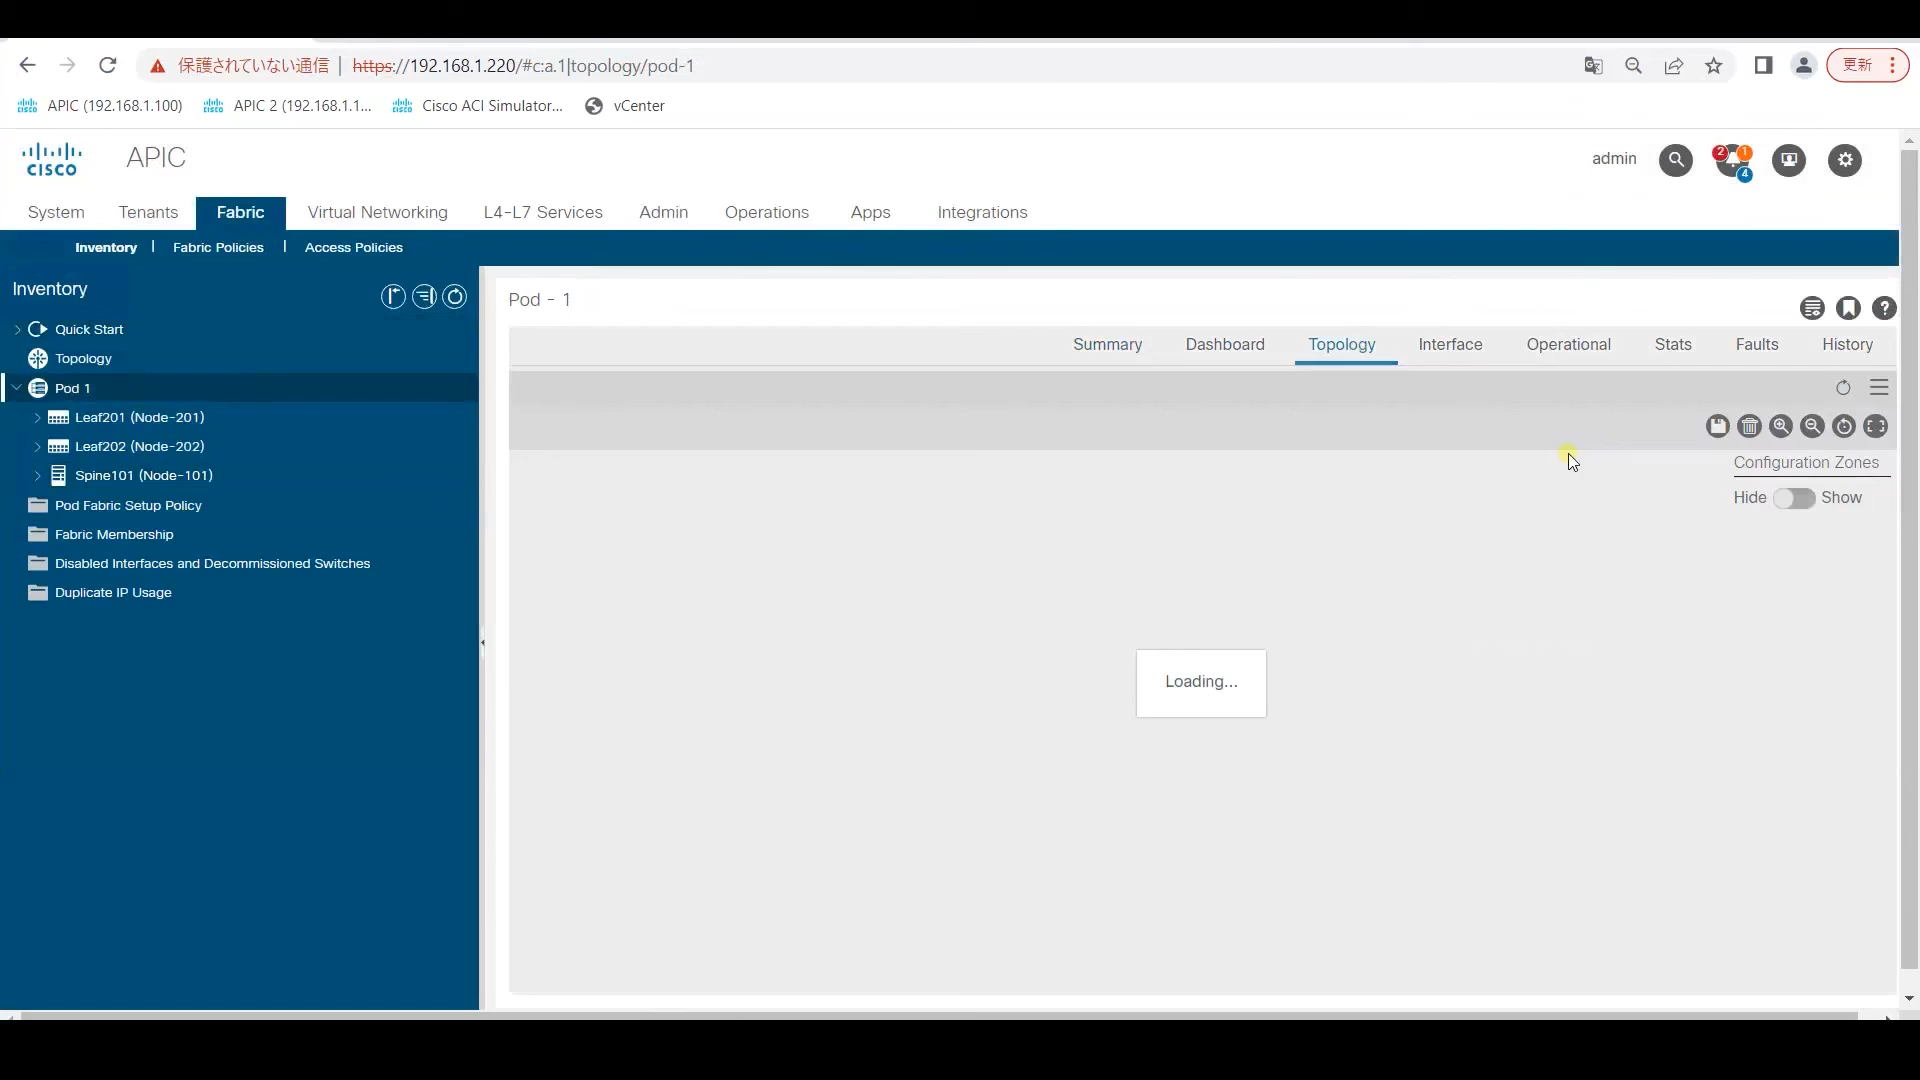 保護されていない通信 | https://192.168.1.220/#c:a.1|topology/pod-1
更新
APIC (192.168.1.100) APIC 2 (192.168.1.1... Cisco ACI Simulator... vCenter
CISCO APIC
admin 2 1 4
System Tenants Fabric Virtual Networking L4-L7 Services Admin Operations Apps Integrations
Inventory | Fabric Policies | Access Policies
Inventory
Quick Start
Topology
Pod 1
Leaf201 (Node-201)
Leaf202 (Node-202)
Spine101 (Node-101)
Pod Fabric Setup Policy
Fabric Membership
Disabled Interfaces and Decommissioned Switches
Duplicate IP Usage
Pod - 1
Summary Dashboard Topology Interface Operational Stats Faults History
Configuration Zones
Hide Show
Loading...